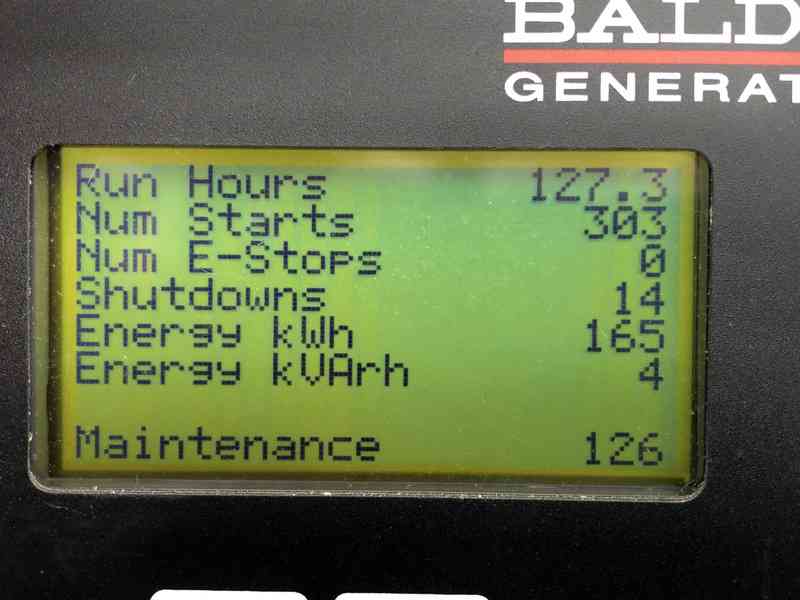 BALD
GENERAT
Run Hours 127.3
Num Starts 303
Num E-Stops 0
Shutdowns 14
Energy kWh 165
Energy kVArh 4
Maintenance 126